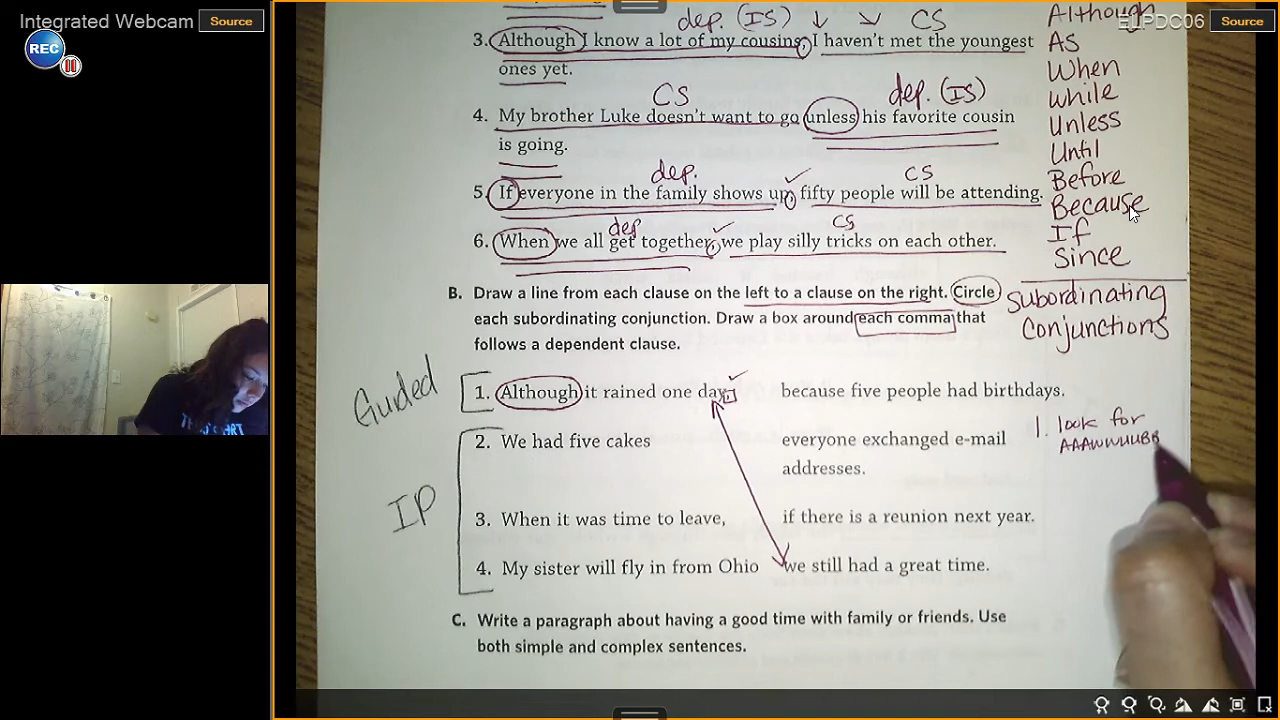 Integrated Webcam Source
REC
ELPDC06 Source
Although
dep. (IS) CS
3. Although I know a lot of my cousins, I haven't met the youngest
ones yet.
As
When
while
Unless
Until
Before
Because
If
Since
Subordinating
Conjunctions
CS dep. (IS)
4. My brother Luke doesn't want to go unless his favorite cousin
is going.
dep. CS
5. If everyone in the family shows up, fifty people will be attending.
dep CS
6. When we all get together, we play silly tricks on each other.
B. Draw a line from each clause on the left to a clause on the right. Circle
each subordinating conjunction. Draw a box around each comma that
follows a dependent clause.
Guided
1. Although it rained one day, because five people had birthdays.
1. look for
AAAWWUUBB
2. We had five cakes everyone exchanged e-mail
addresses.
IP
3. When it was time to leave, if there is a reunion next year.
4. My sister will fly in from Ohio we still had a great time.
C. Write a paragraph about having a good time with family or friends. Use
both simple and complex sentences.